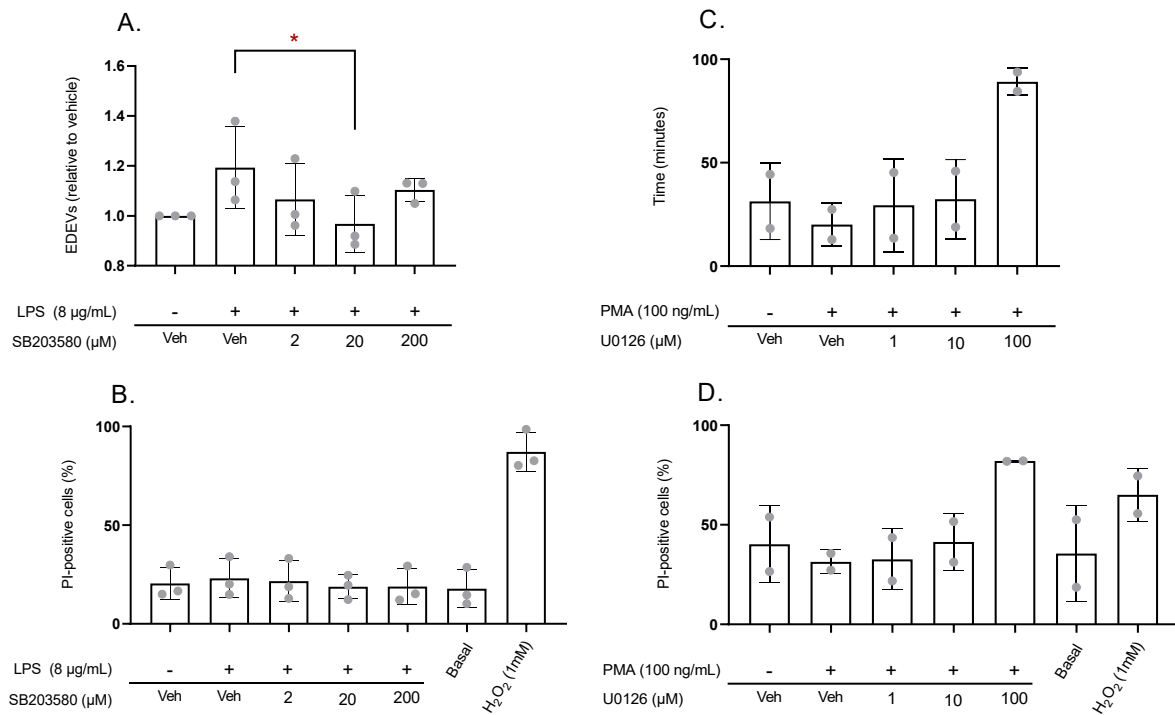 A.
*
EDEVs (relative to vehicle)
1.6
1.4
1.2
1.0
0.8
LPS (8 µg/mL) - + + + +
SB203580 (µM) Veh Veh 2 20 200
B.
PI-positive cells (%)
100
50
0
LPS (8 µg/mL) - + + + +
SB203580 (µM) Veh Veh 2 20 200
Basal
H2O2 (1mM)
C.
Time (minutes)
100
50
0
PMA (100 ng/mL) - + + + +
U0126 (µM) Veh Veh 1 10 100
D.
PI-positive cells (%)
100
50
0
PMA (100 ng/mL) - + + + +
U0126 (µM) Veh Veh 1 10 100
Basal
H2O2 (1mM)